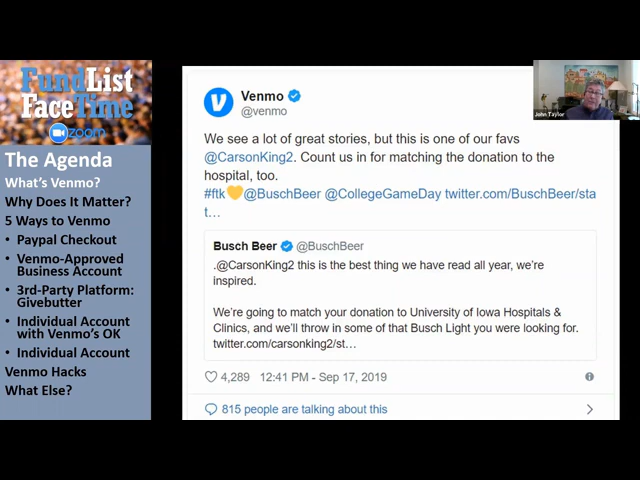 FundList
FaceTime
zoom
The Agenda
What's Venmo?
Why Does It Matter?
5 Ways to Venmo
• Paypal Checkout
• Venmo-Approved
Business Account
• 3rd-Party Platform:
Givebutter
• Individual Account
with Venmo's OK
• Individual Account
Venmo Hacks
What Else?
Venmo
@venmo
We see a lot of great stories, but this is one of our favs
@CarsonKing2. Count us in for matching the donation to the
hospital, too.
#ftk💛@BuschBeer @CollegeGameDay twitter.com/BuschBeer/sta
t…
Busch Beer @BuschBeer
.@CarsonKing2 this is the best thing we have read all year, we're
inspired.
We're going to match your donation to University of Iowa Hospitals &
Clinics, and we'll throw in some of that Busch Light you were looking for.
twitter.com/carsonking2/st…
4,289 12:41 PM - Sep 17, 2019
815 people are talking about this
John Taylor